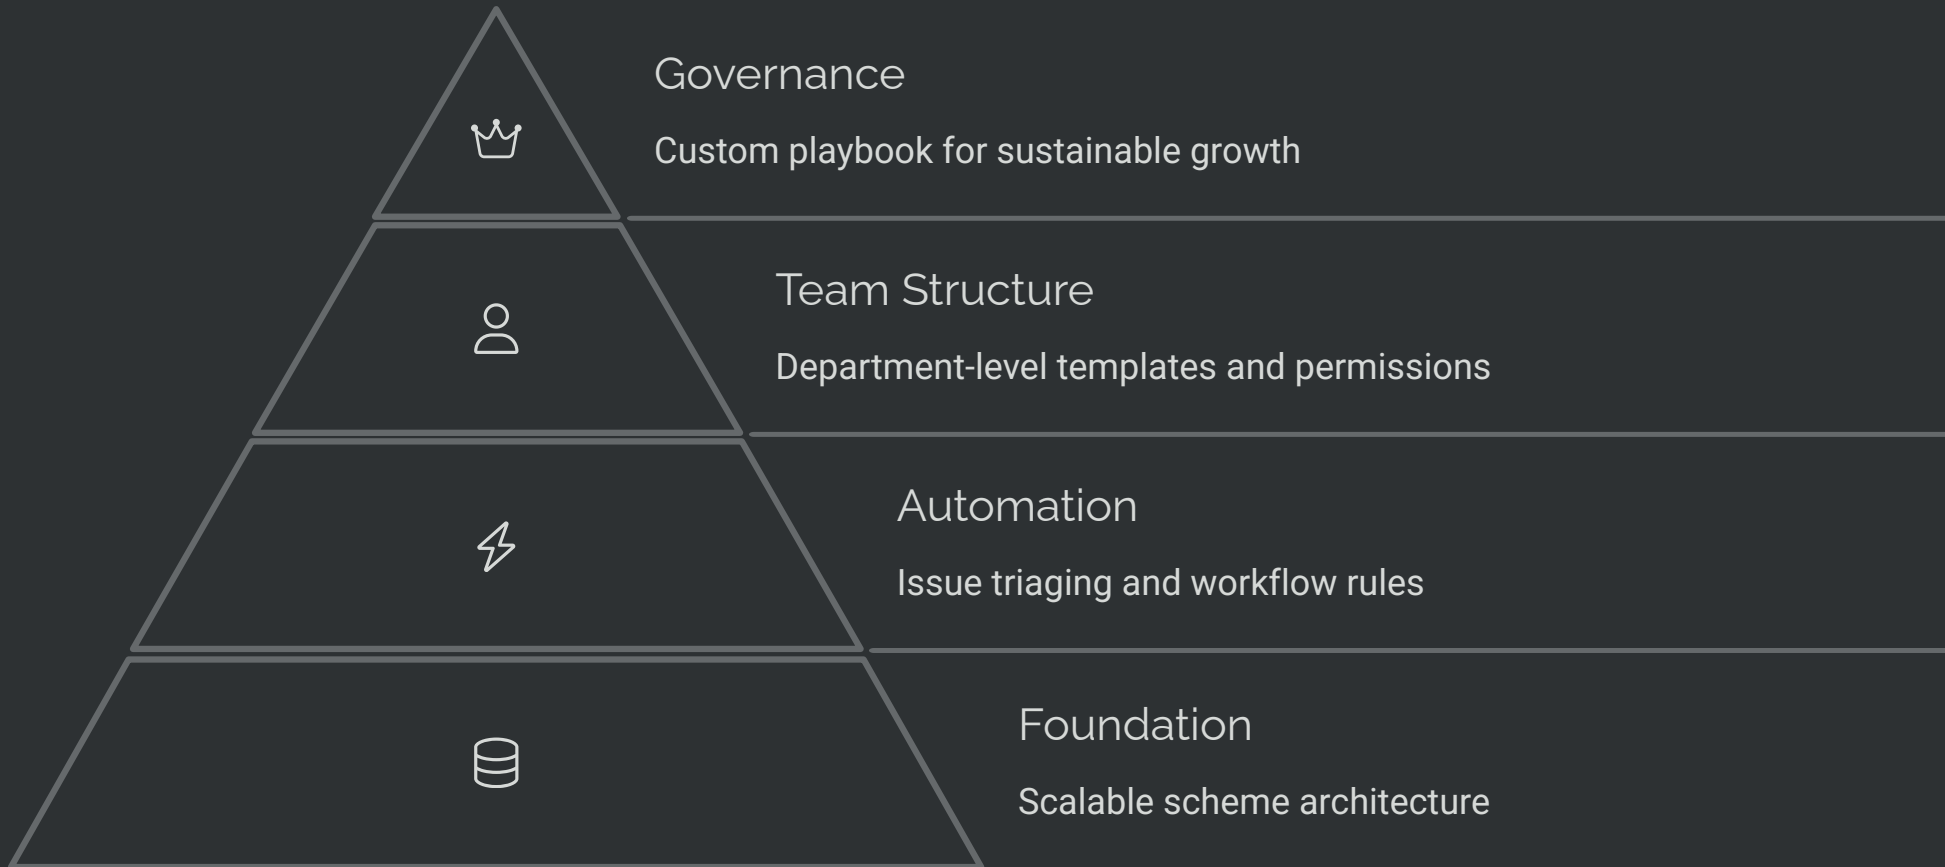 Governance
Custom playbook for sustainable growth
Team Structure
Department-level templates and permissions
Automation
Issue triaging and workflow rules
Foundation
Scalable scheme architecture